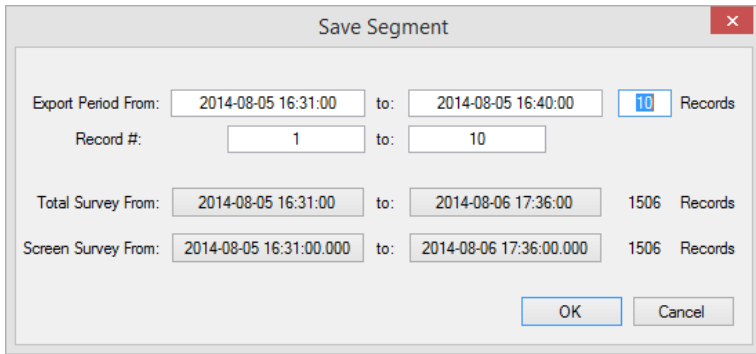 Save Segment
Export Period From: 2014-08-05 16:31:00 to: 2014-08-05 16:40:00 10 Records
Record #: 1 to: 10
Total Survey From: 2014-08-05 16:31:00 to: 2014-08-06 17:36:00 1506 Records
Screen Survey From: 2014-08-05 16:31:00.000 to: 2014-08-06 17:36:00.000 1506 Records
OK Cancel